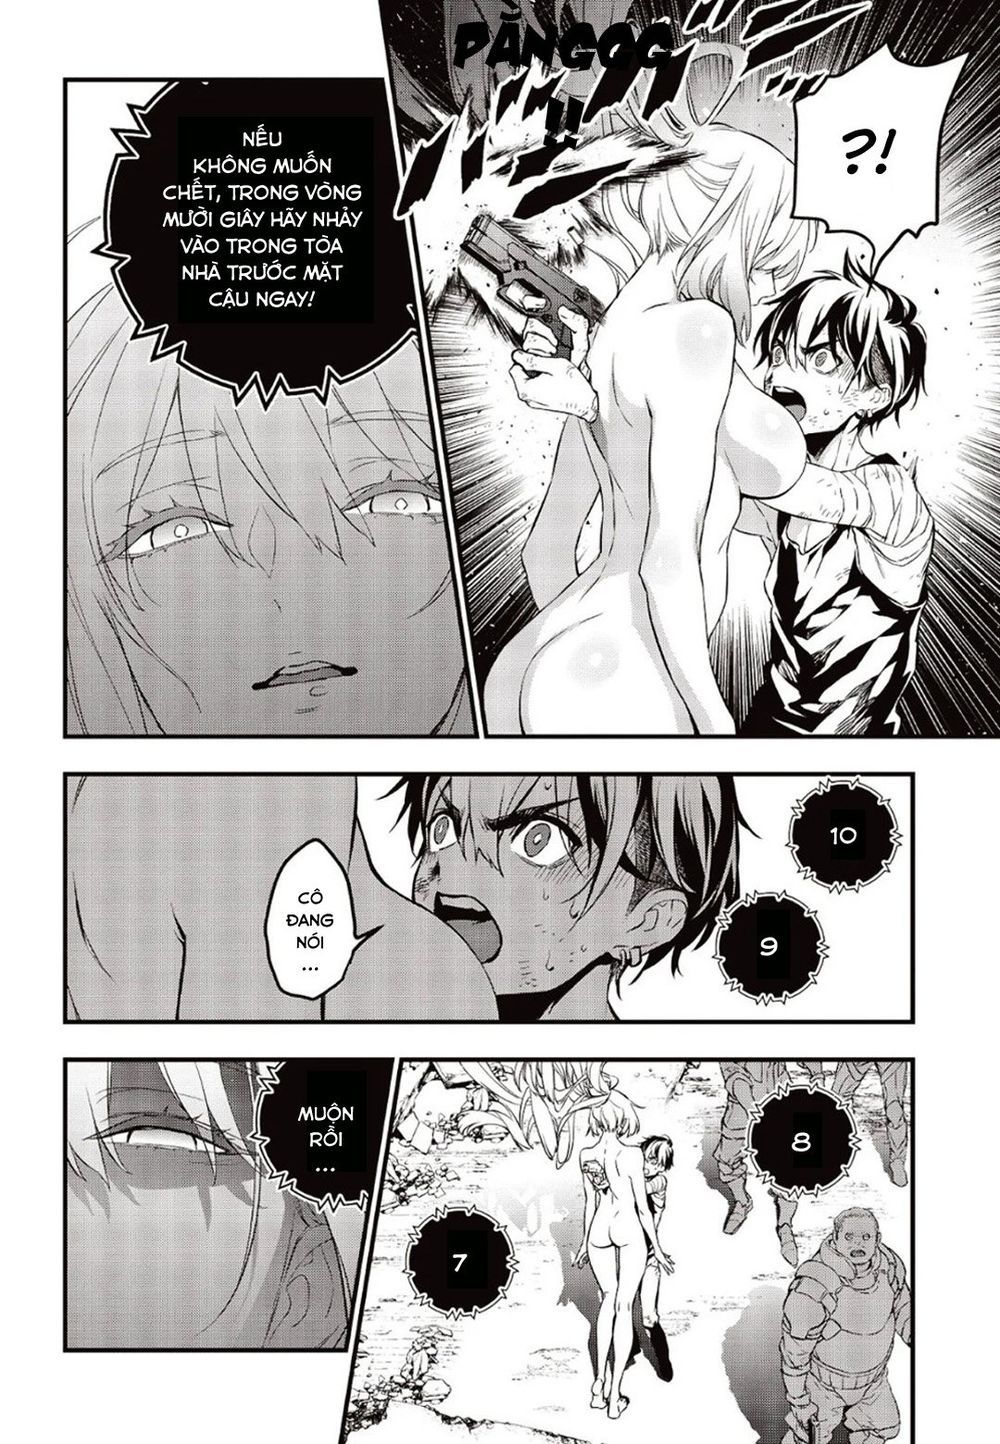 PẰNGGG
!!
?!
NẾU
KHÔNG MUỐN
CHẾT, TRONG VÒNG
MƯỜI GIÂY HÃY NHẢY
VÀO TRONG TÒA
NHÀ TRƯỚC MẶT
CẬU NGAY!
10
9
CÔ
ĐANG
NÓI
...
8
7
MUỘN
RỒI
...